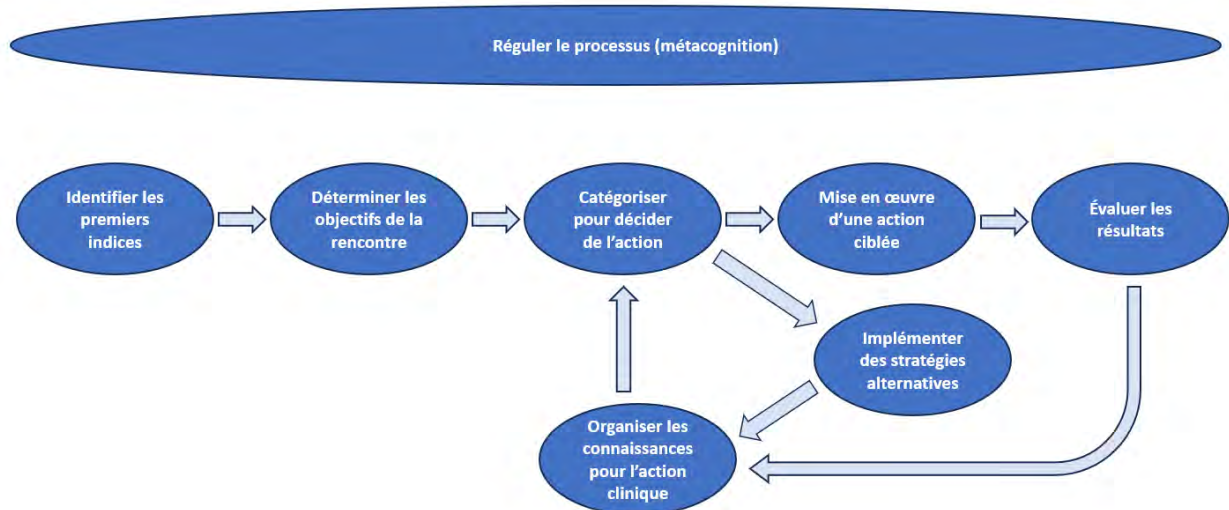 Réguler le processus (métacognition)
Identifier les
premiers
indices
Déterminer les
objectifs de la
rencontre
Catégoriser
pour décider
de l’action
Mise en œuvre
d’une action
ciblée
Évaluer les
résultats
Implémenter
des stratégies
alternatives
Organiser les
connaissances
pour l’action
clinique